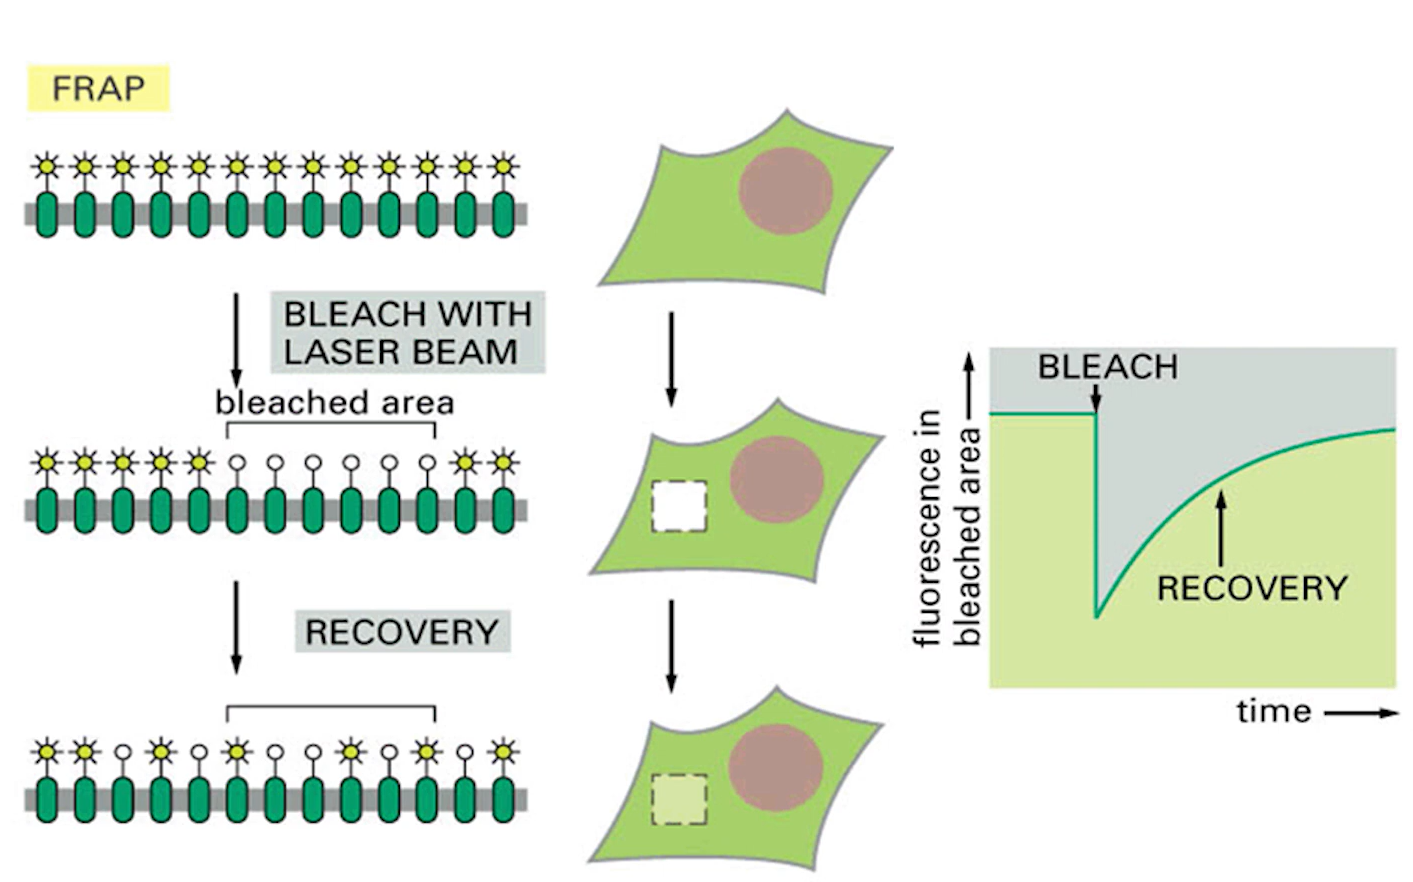 FRAP
BLEACH WITH
LASER BEAM
bleached area
RECOVERY
BLEACH
RECOVERY
fluorescence in
bleached area
time